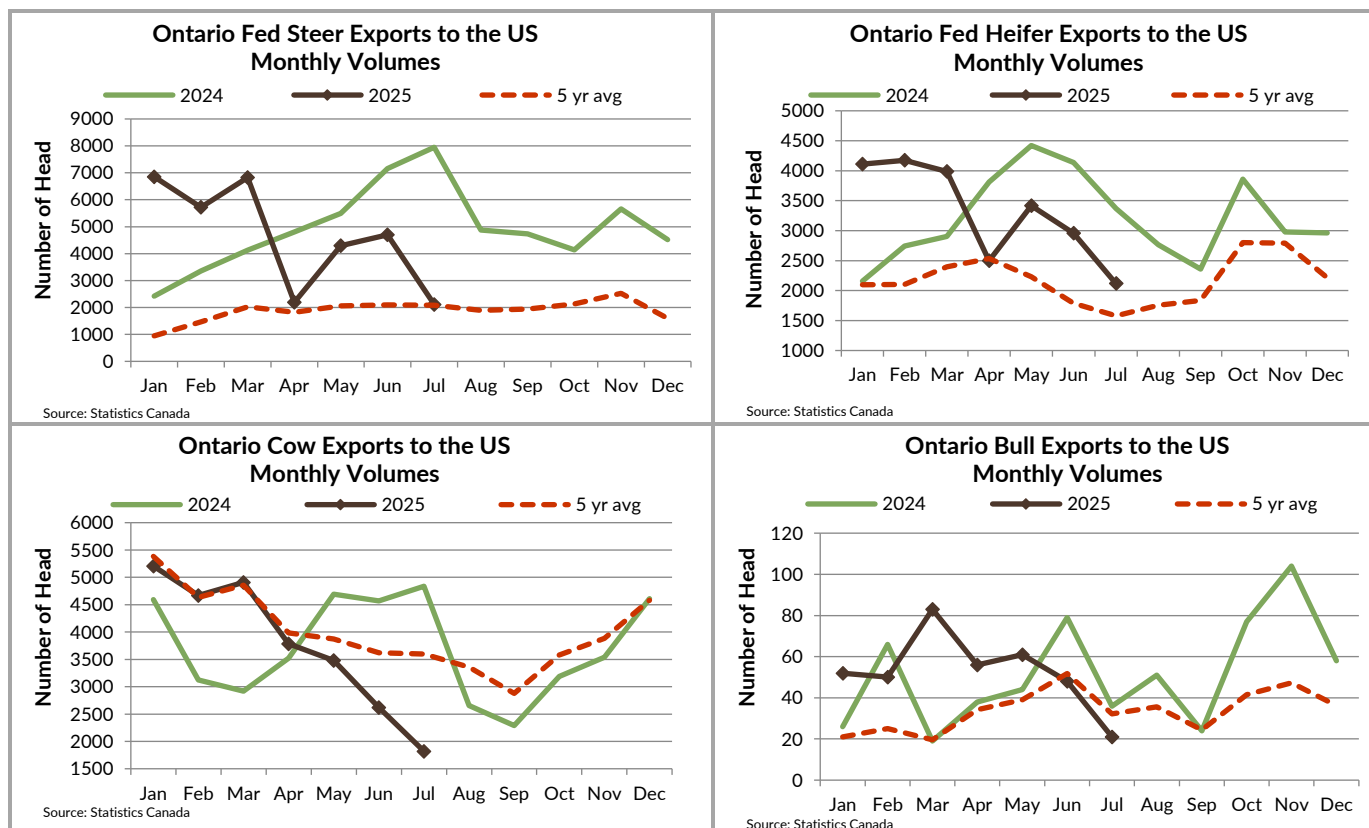 Ontario Fed Steer Exports to the US
Monthly Volumes
2024 2025 5 yr avg
Number of Head
9000
8000
7000
6000
5000
4000
3000
2000
1000
0
Jan Feb Mar Apr May Jun Jul Aug Sep Oct Nov Dec
Source: Statistics Canada
Ontario Fed Heifer Exports to the US
Monthly Volumes
2024 2025 5 yr avg
Number of Head
5000
4500
4000
3500
3000
2500
2000
1500
1000
Jan Feb Mar Apr May Jun Jul Aug Sep Oct Nov Dec
Source: Statistics Canada
Ontario Cow Exports to the US
Monthly Volumes
2024 2025 5 yr avg
Number of Head
6000
5500
5000
4500
4000
3500
3000
2500
2000
1500
Jan Feb Mar Apr May Jun Jul Aug Sep Oct Nov Dec
Source: Statistics Canada
Ontario Bull Exports to the US
Monthly Volumes
2024 2025 5 yr avg
Number of Head
120
100
80
60
40
20
0
Jan Feb Mar Apr May Jun Jul Aug Sep Oct Nov Dec
Source: Statistics Canada